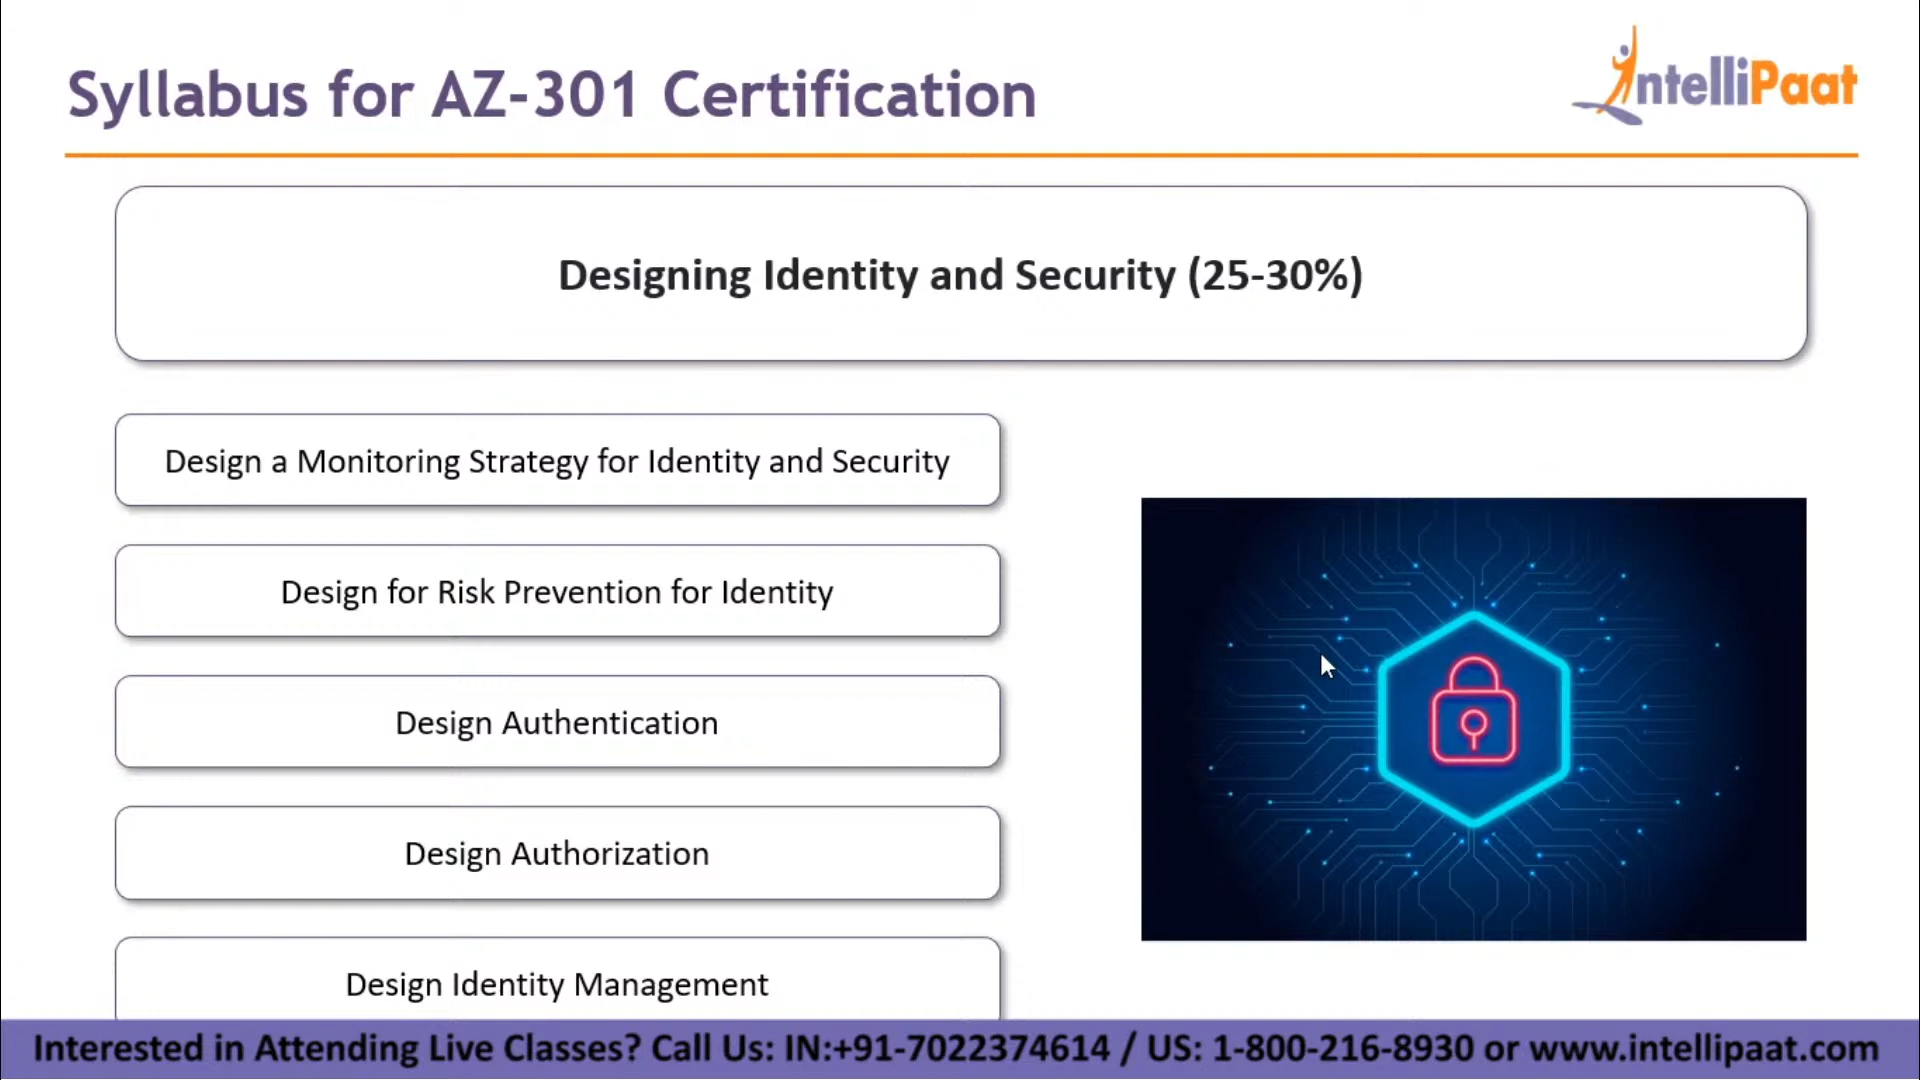 Syllabus for AZ-301 Certification
IntelliPaat
Designing Identity and Security (25-30%)
Design a Monitoring Strategy for Identity and Security
Design for Risk Prevention for Identity
Design Authentication
Design Authorization
Design Identity Management
Interested in Attending Live Classes? Call Us: IN:+91-7022374614 / US: 1-800-216-8930 or www.intellipaat.com